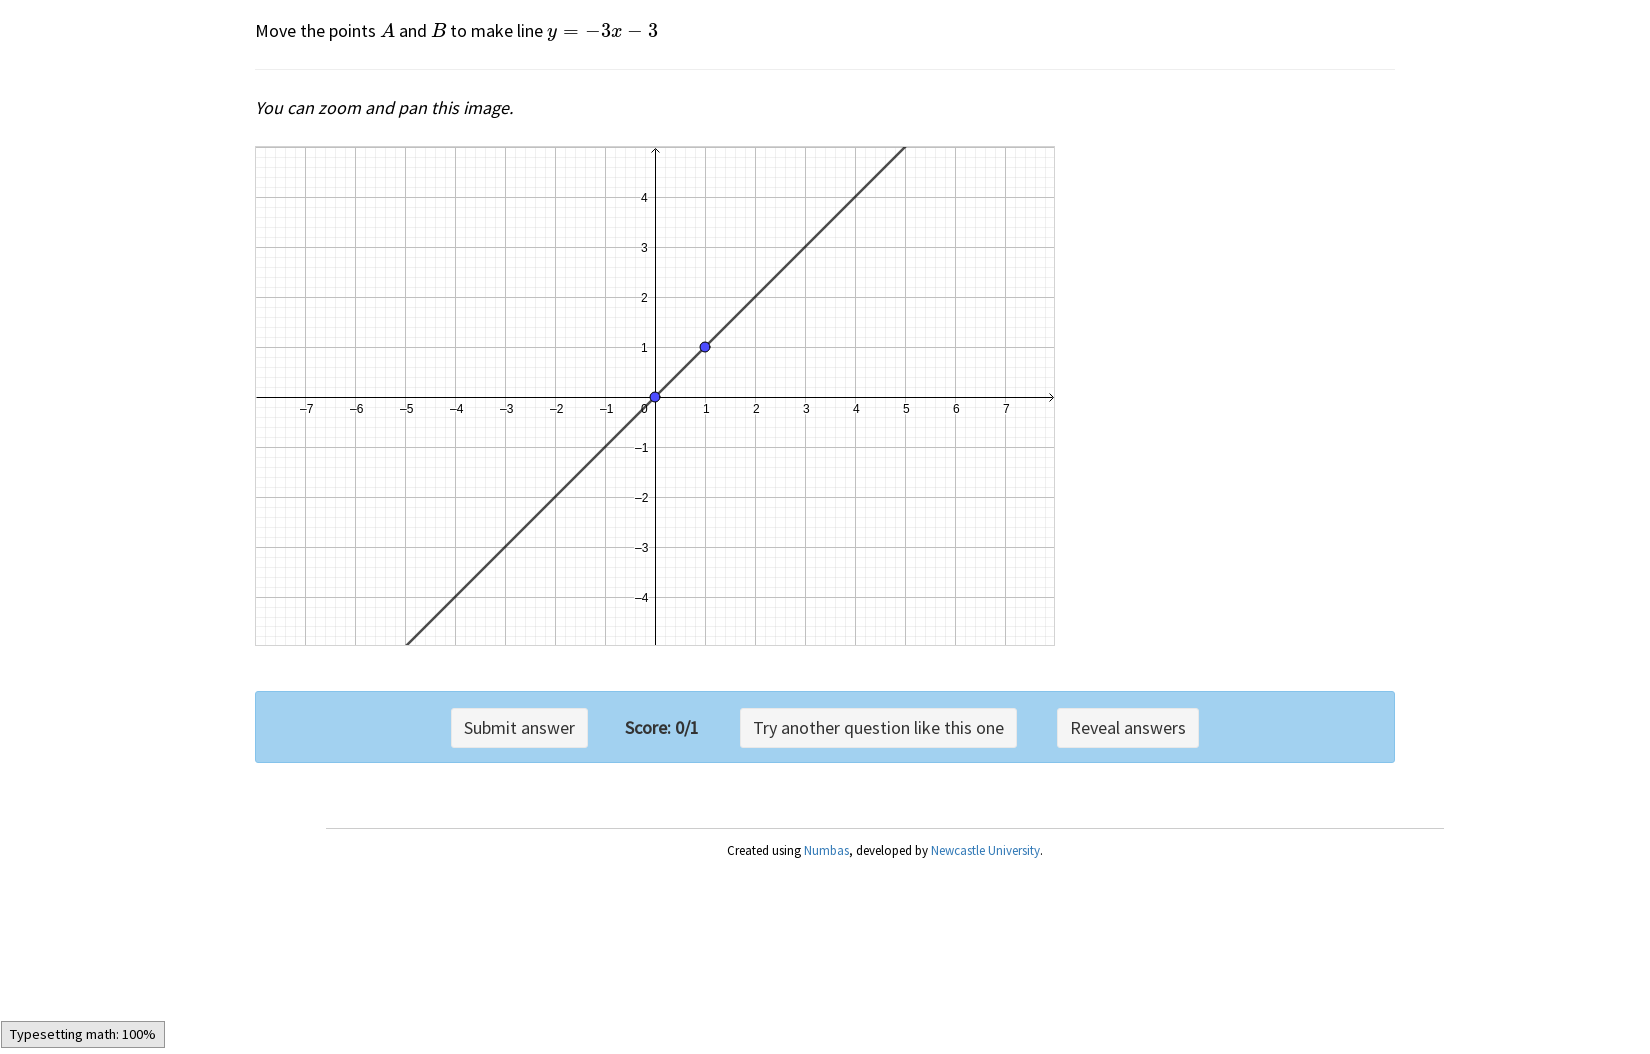 Move the points A and B to make line y = −3x − 3
You can zoom and pan this image.
4
3
2
1
–7 –6 –5 –4 –3 –2 –1 0 1 2 3 4 5 6 7
–1
–2
–3
–4
Submit answer Score: 0/1 Try another question like this one Reveal answers
Created using Numbas, developed by Newcastle University.
Typesetting math: 100%